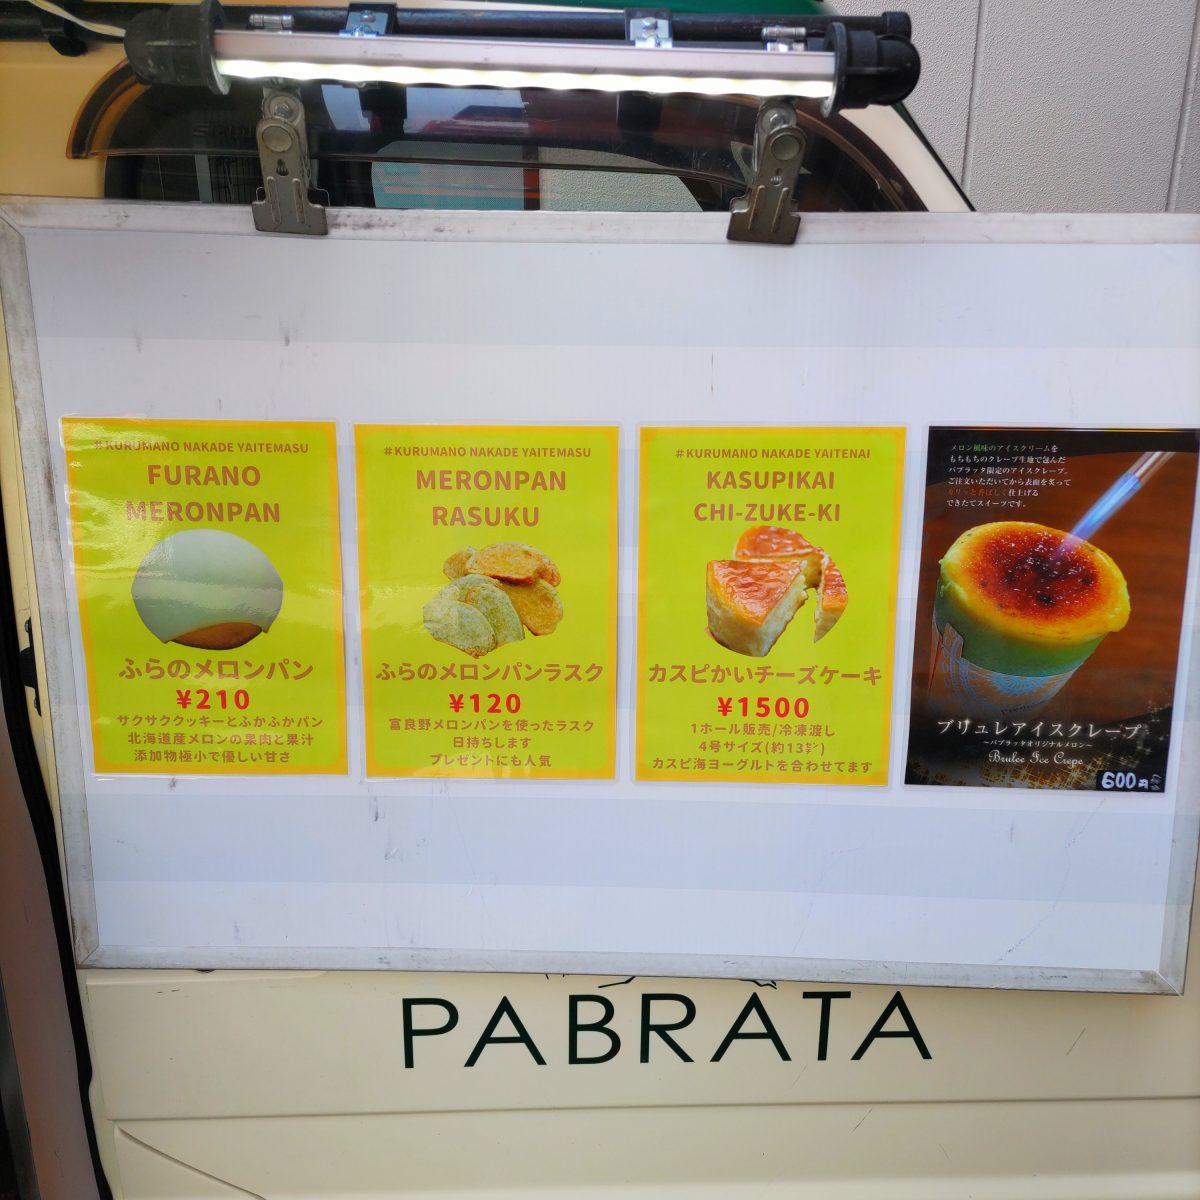 #KURUMANO NAKADE YAITEMASU
FURANO
MERONPAN
ふらのメロンパン
¥210
サクサククッキーとふかふかパン
北海道産メロンの果肉と果汁
添加物極小で優しい甘さ
#KURUMANO NAKADE YAITEMASU
MERONPAN
RASUKU
ふらのメロンパンラスク
¥120
富良野メロンパンを使ったラスク
日持ちします
プレゼントにも人気
#KURUMANO NAKADE YAITENAI
KASUPIKAI
CHI-ZUKE-KI
カスピかいチーズケーキ
¥1500
1ホール販売/冷凍渡し
4号サイズ(約13㌢)
カスピ海ヨーグルトを合わせてます
メロン風味のアイスクリームを
もちもちのクレープ生地で包んだ
パブラッタ限定のアイスクレープ。
ご注文いただいてから表面を炙って
カリッと香ばしく仕上げる
できたてスイーツです。
ブリュレアイスクレープ
～パブラッタオリジナルメロン～
Brulee Ice Crepe
600円
PABRATA